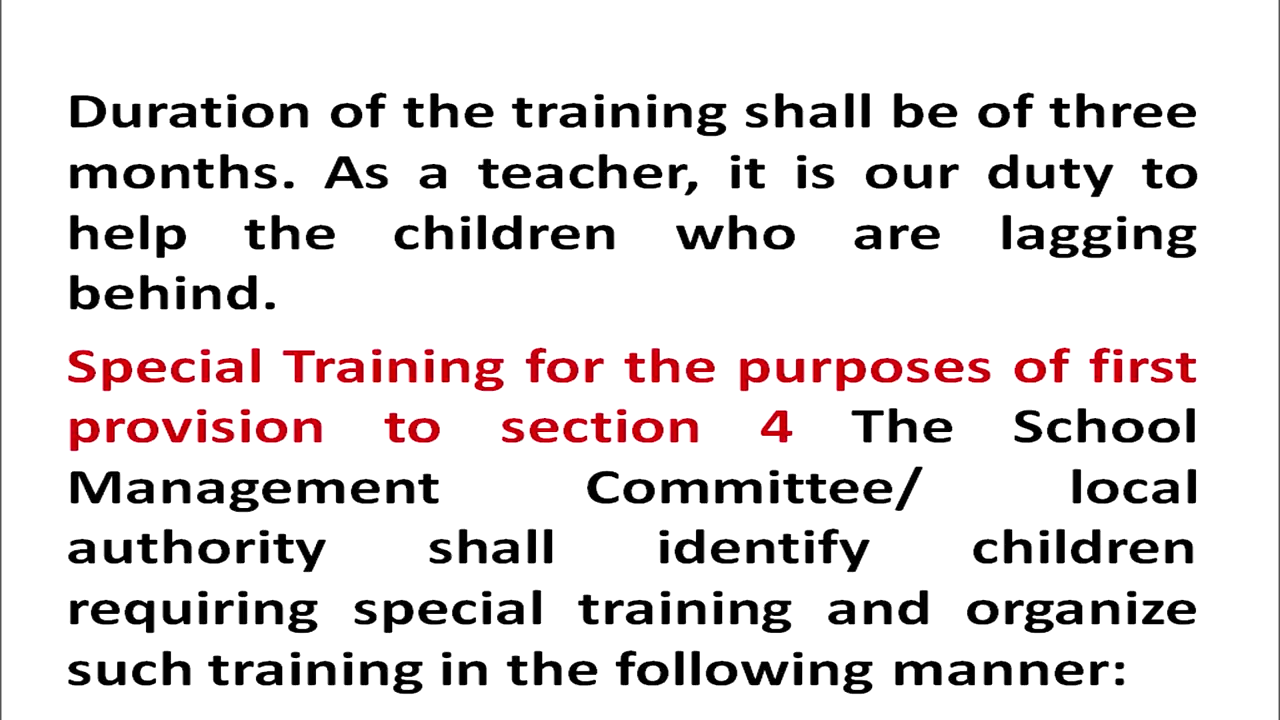 Duration of the training shall be of three
months. As a teacher, it is our duty to
help the children who are lagging
behind.
Special Training for the purposes of first
provision to section 4 The School
Management Committee/ local
authority shall identify children
requiring special training and organize
such training in the following manner: